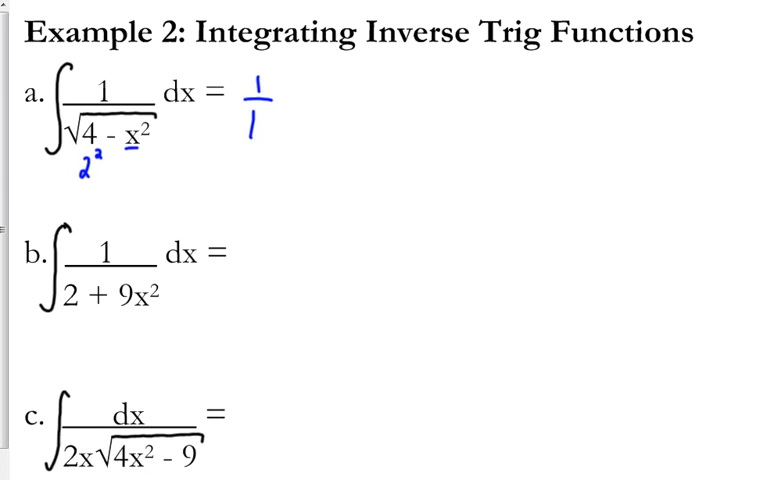 Example 2: Integrating Inverse Trig Functions
a. ∫ 1/√(4 - x²) dx = 1/1
2²
b. ∫ 1/(2 + 9x²) dx =
c. ∫ dx/(2x√(4x² - 9)) =